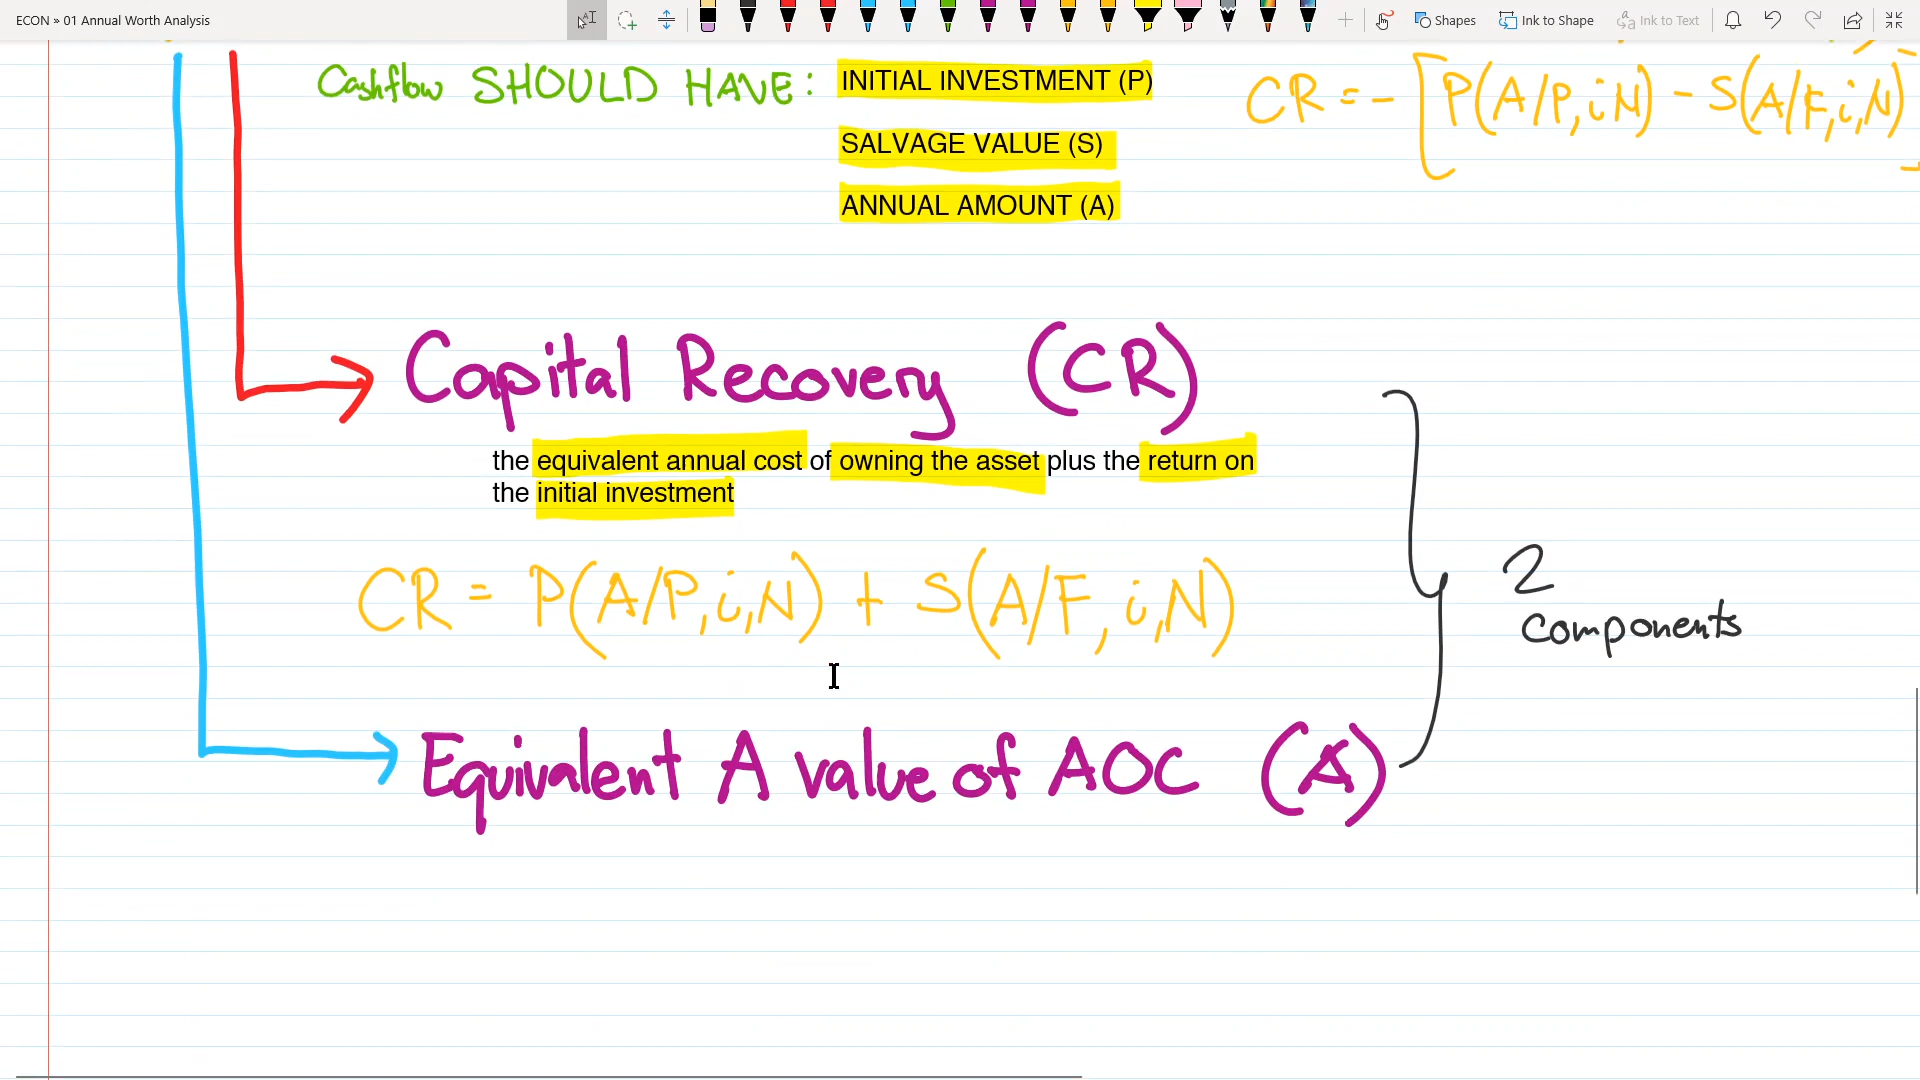 ECON » 01 Annual Worth Analysis
Shapes
Ink to Shape
Ink to Text
Cashflow SHOULD HAVE: INITIAL INVESTMENT (P)
SALVAGE VALUE (S)
ANNUAL AMOUNT (A)
CR = - [P(A/P, i N) - S(A/F, i, N)
Capital Recovery (CR)
the equivalent annual cost of owning the asset plus the return on
the initial investment
CR = P(A/P, i, N) + S(A/F, i, N)
2
components
Equivalent A value of AOC (A)